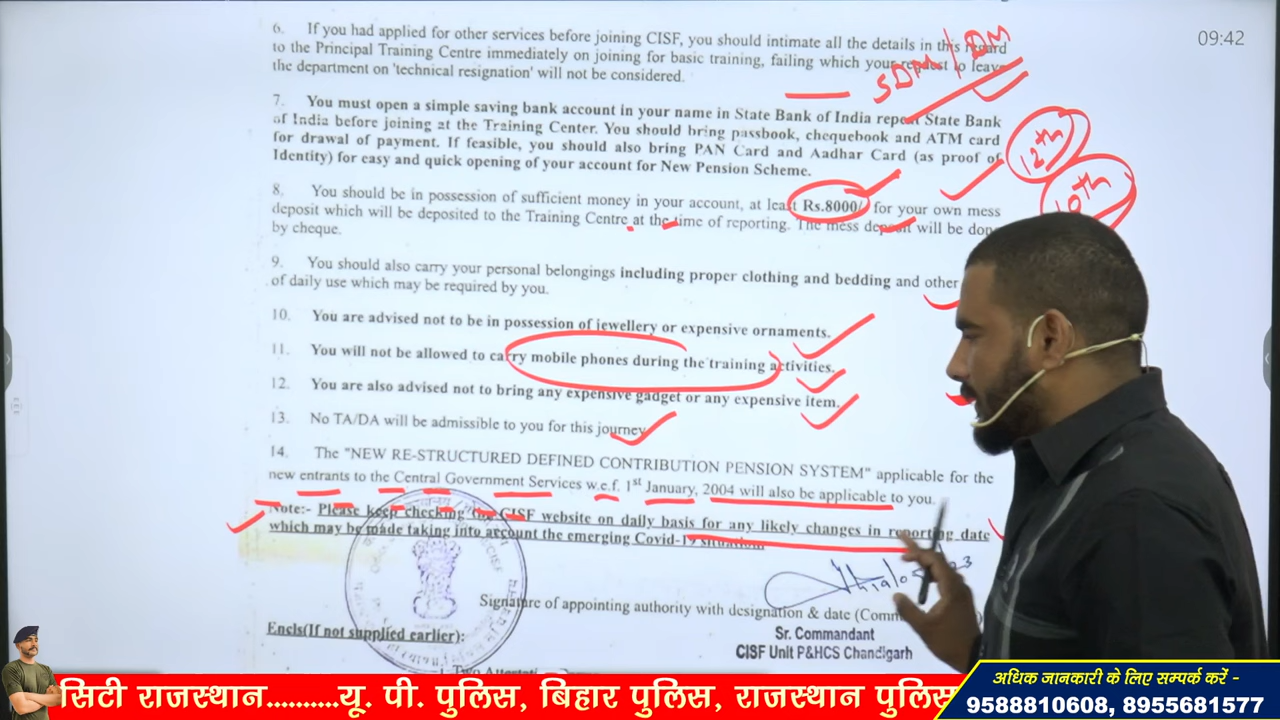 09:42
6. If you had applied for other services before joining CISF, you should intimate all the details in this regard
to the Principal Training Centre immediately on joining for basic training, failing which your request to leave
the department on 'technical resignation' will not be considered.
SDM/DM
7. You must open a simple saving bank account in your name in State Bank of India repeat State Bank
of India before joining at the Training Center. You should bring passbook, chequebook and ATM card
for drawal of payment. If feasible, you should also bring PAN Card and Aadhar Card (as proof of
Identity) for easy and quick opening of your account for New Pension Scheme.
12th
10th
8. You should be in possession of sufficient money in your account, at least Rs.8000/ for your own mess
deposit which will be deposited to the Training Centre at the time of reporting. The mess deposit will be done
by cheque.
9. You should also carry your personal belongings including proper clothing and bedding and other
of daily use which may be required by you.
10. You are advised not to be in possession of jewellery or expensive ornaments.
11. You will not be allowed to carry mobile phones during the training activities.
12. You are also advised not to bring any expensive gadget or any expensive item.
13. No TA/DA will be admissible to you for this journey
14. The "NEW RE-STRUCTURED DEFINED CONTRIBUTION PENSION SYSTEM" applicable for the
new entrants to the Central Government Services w.e.f. 1st January, 2004 will also be applicable to you.
Note:- Please keep checking the CISF website on daily basis for any likely changes in reporting date
which may be made taking into account the emerging Covid-19 situation.
Signature of appointing authority with designation & date
Sr. Commandant
CISF Unit P&HCS Chandigarh
Encls(If not supplied earlier):
सिटी राजस्थान..........यू. पी. पुलिस, बिहार पुलिस, राजस्थान पुलिस
अधिक जानकारी के लिए सम्पर्क करें -
9588810608, 8955681577